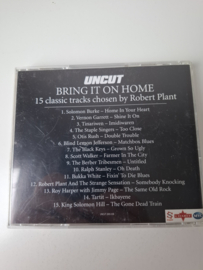 UNCUT
BRING IT ON HOME
15 classic tracks chosen by Robert Plant
1. Solomon Burke – Home In Your Heart
2. Vernon Garrett – Shine It On
3. Tinariwen – Imidiwaren
4. The Staple Singers – Too Close
5. Otis Rush – Double Trouble
6. Blind Lemon Jefferson – Matchbox Blues
7. The Black Keys – Grown So Ugly
8. Scott Walker – Farmer In The City
9. The Berber Tribesmen – Untitled
10. Ralph Stanley – Oh Death
11. Bukka White – Fixin' To Die Blues
12. Robert Plant And The Strange Sensation – Somebody Knocking
13. Roy Harper with Jimmy Page – The Same Old Rock
14. Tartit – Tihayene
15. King Solomon Hill – The Gone Dead Train